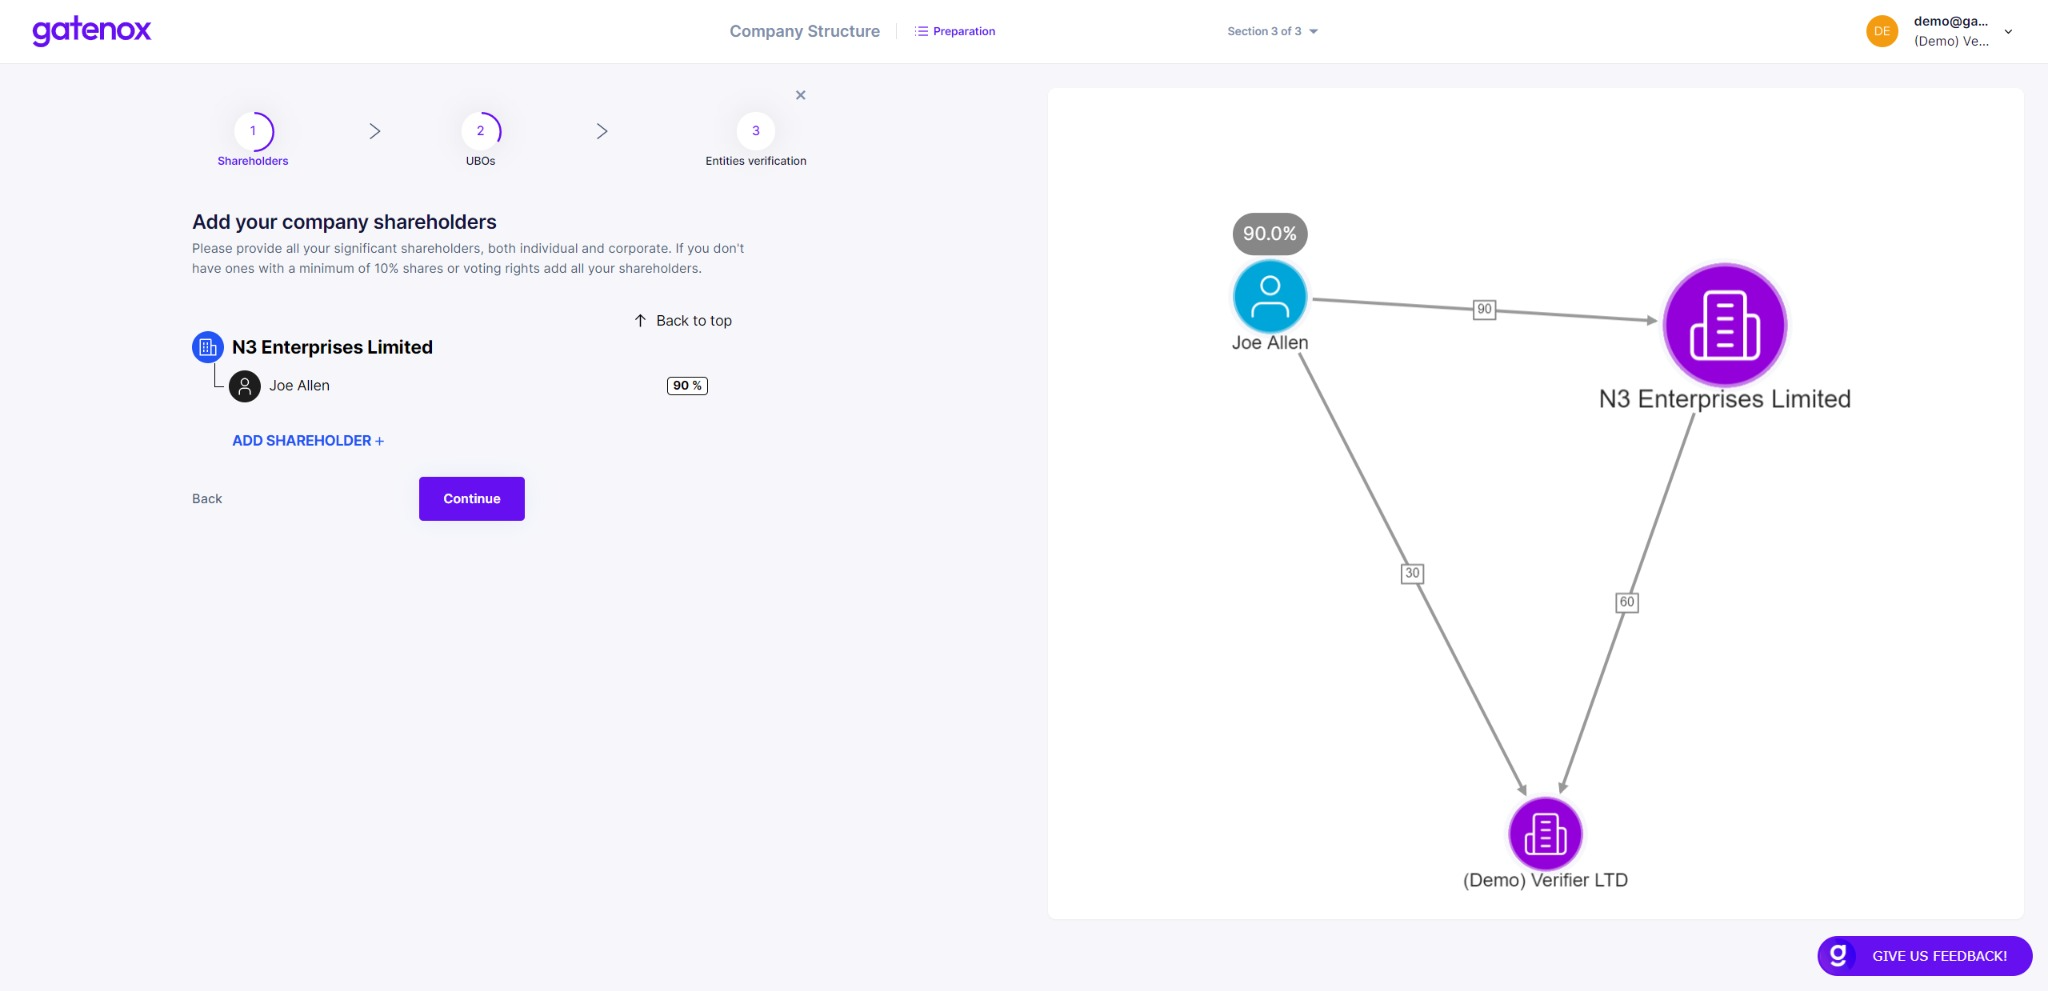 gatenox
Company Structure
Preparation
Section 3 of 3
DE
demo@ga...
(Demo) Ve...
1
2
3
Shareholders
UBOs
Entities verification
Add your company shareholders
Please provide all your significant shareholders, both individual and corporate. If you don't
have ones with a minimum of 10% shares or voting rights add all your shareholders.
Back to top
N3 Enterprises Limited
Joe Allen
90 %
ADD SHAREHOLDER +
Back
Continue
90.0%
Joe Allen
90
N3 Enterprises Limited
30
60
(Demo) Verifier LTD
g
GIVE US FEEDBACK!